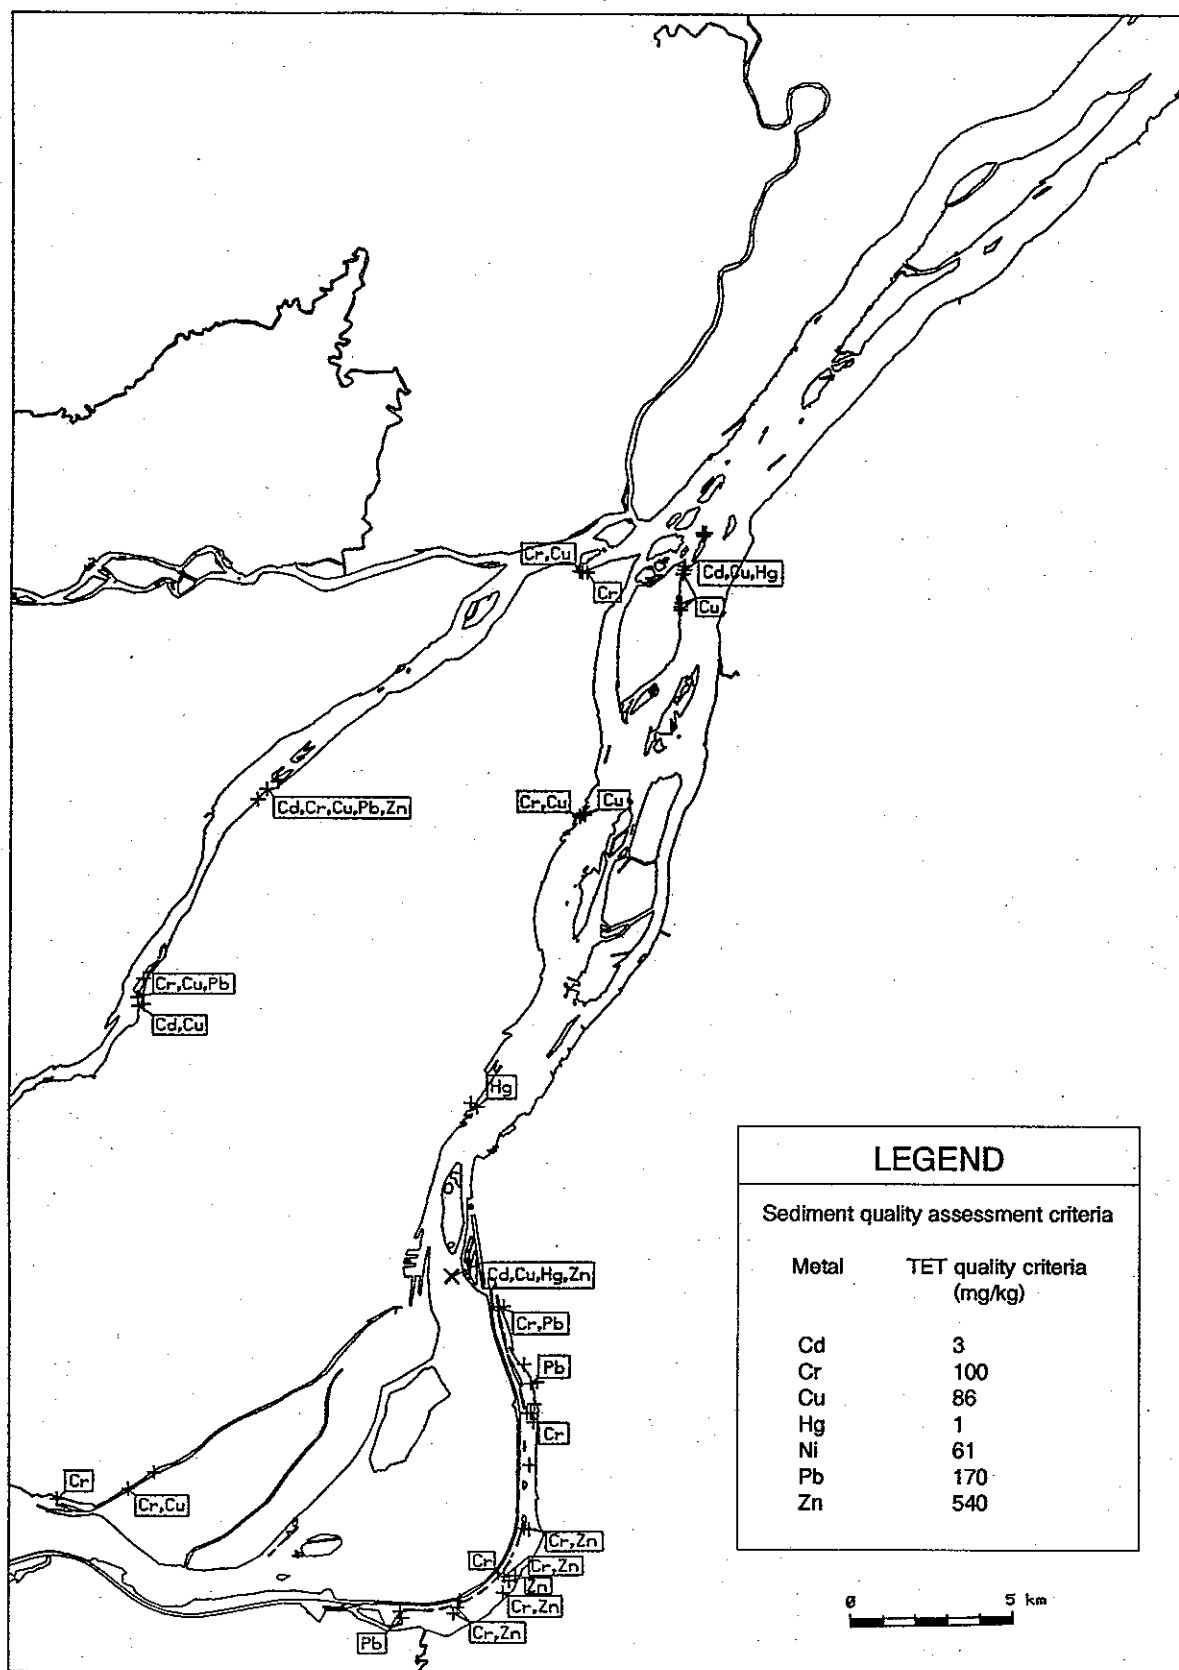 Cr,Cu
Cr
Cd,Cu,Hg
Cu
Cd,Cr,Cu,Pb,Zn
Cr,Cu
Cu
Cr,Cu,Pb
Cd,Cu
Hg
Cd,Cu,Hg,Zn
Cr,Pb
Pb
Cr
Cr
Cr,Cu
Cr,Zn
Cr
Cr,Zn
Zn
Cr,Zn
Cr,Zn
Pb
LEGEND
Sediment quality assessment criteria
Metal TET quality criteria
(mg/kg)
Cd 3
Cr 100
Cu 86
Hg 1
Ni 61
Pb 170
Zn 540
0 5 km